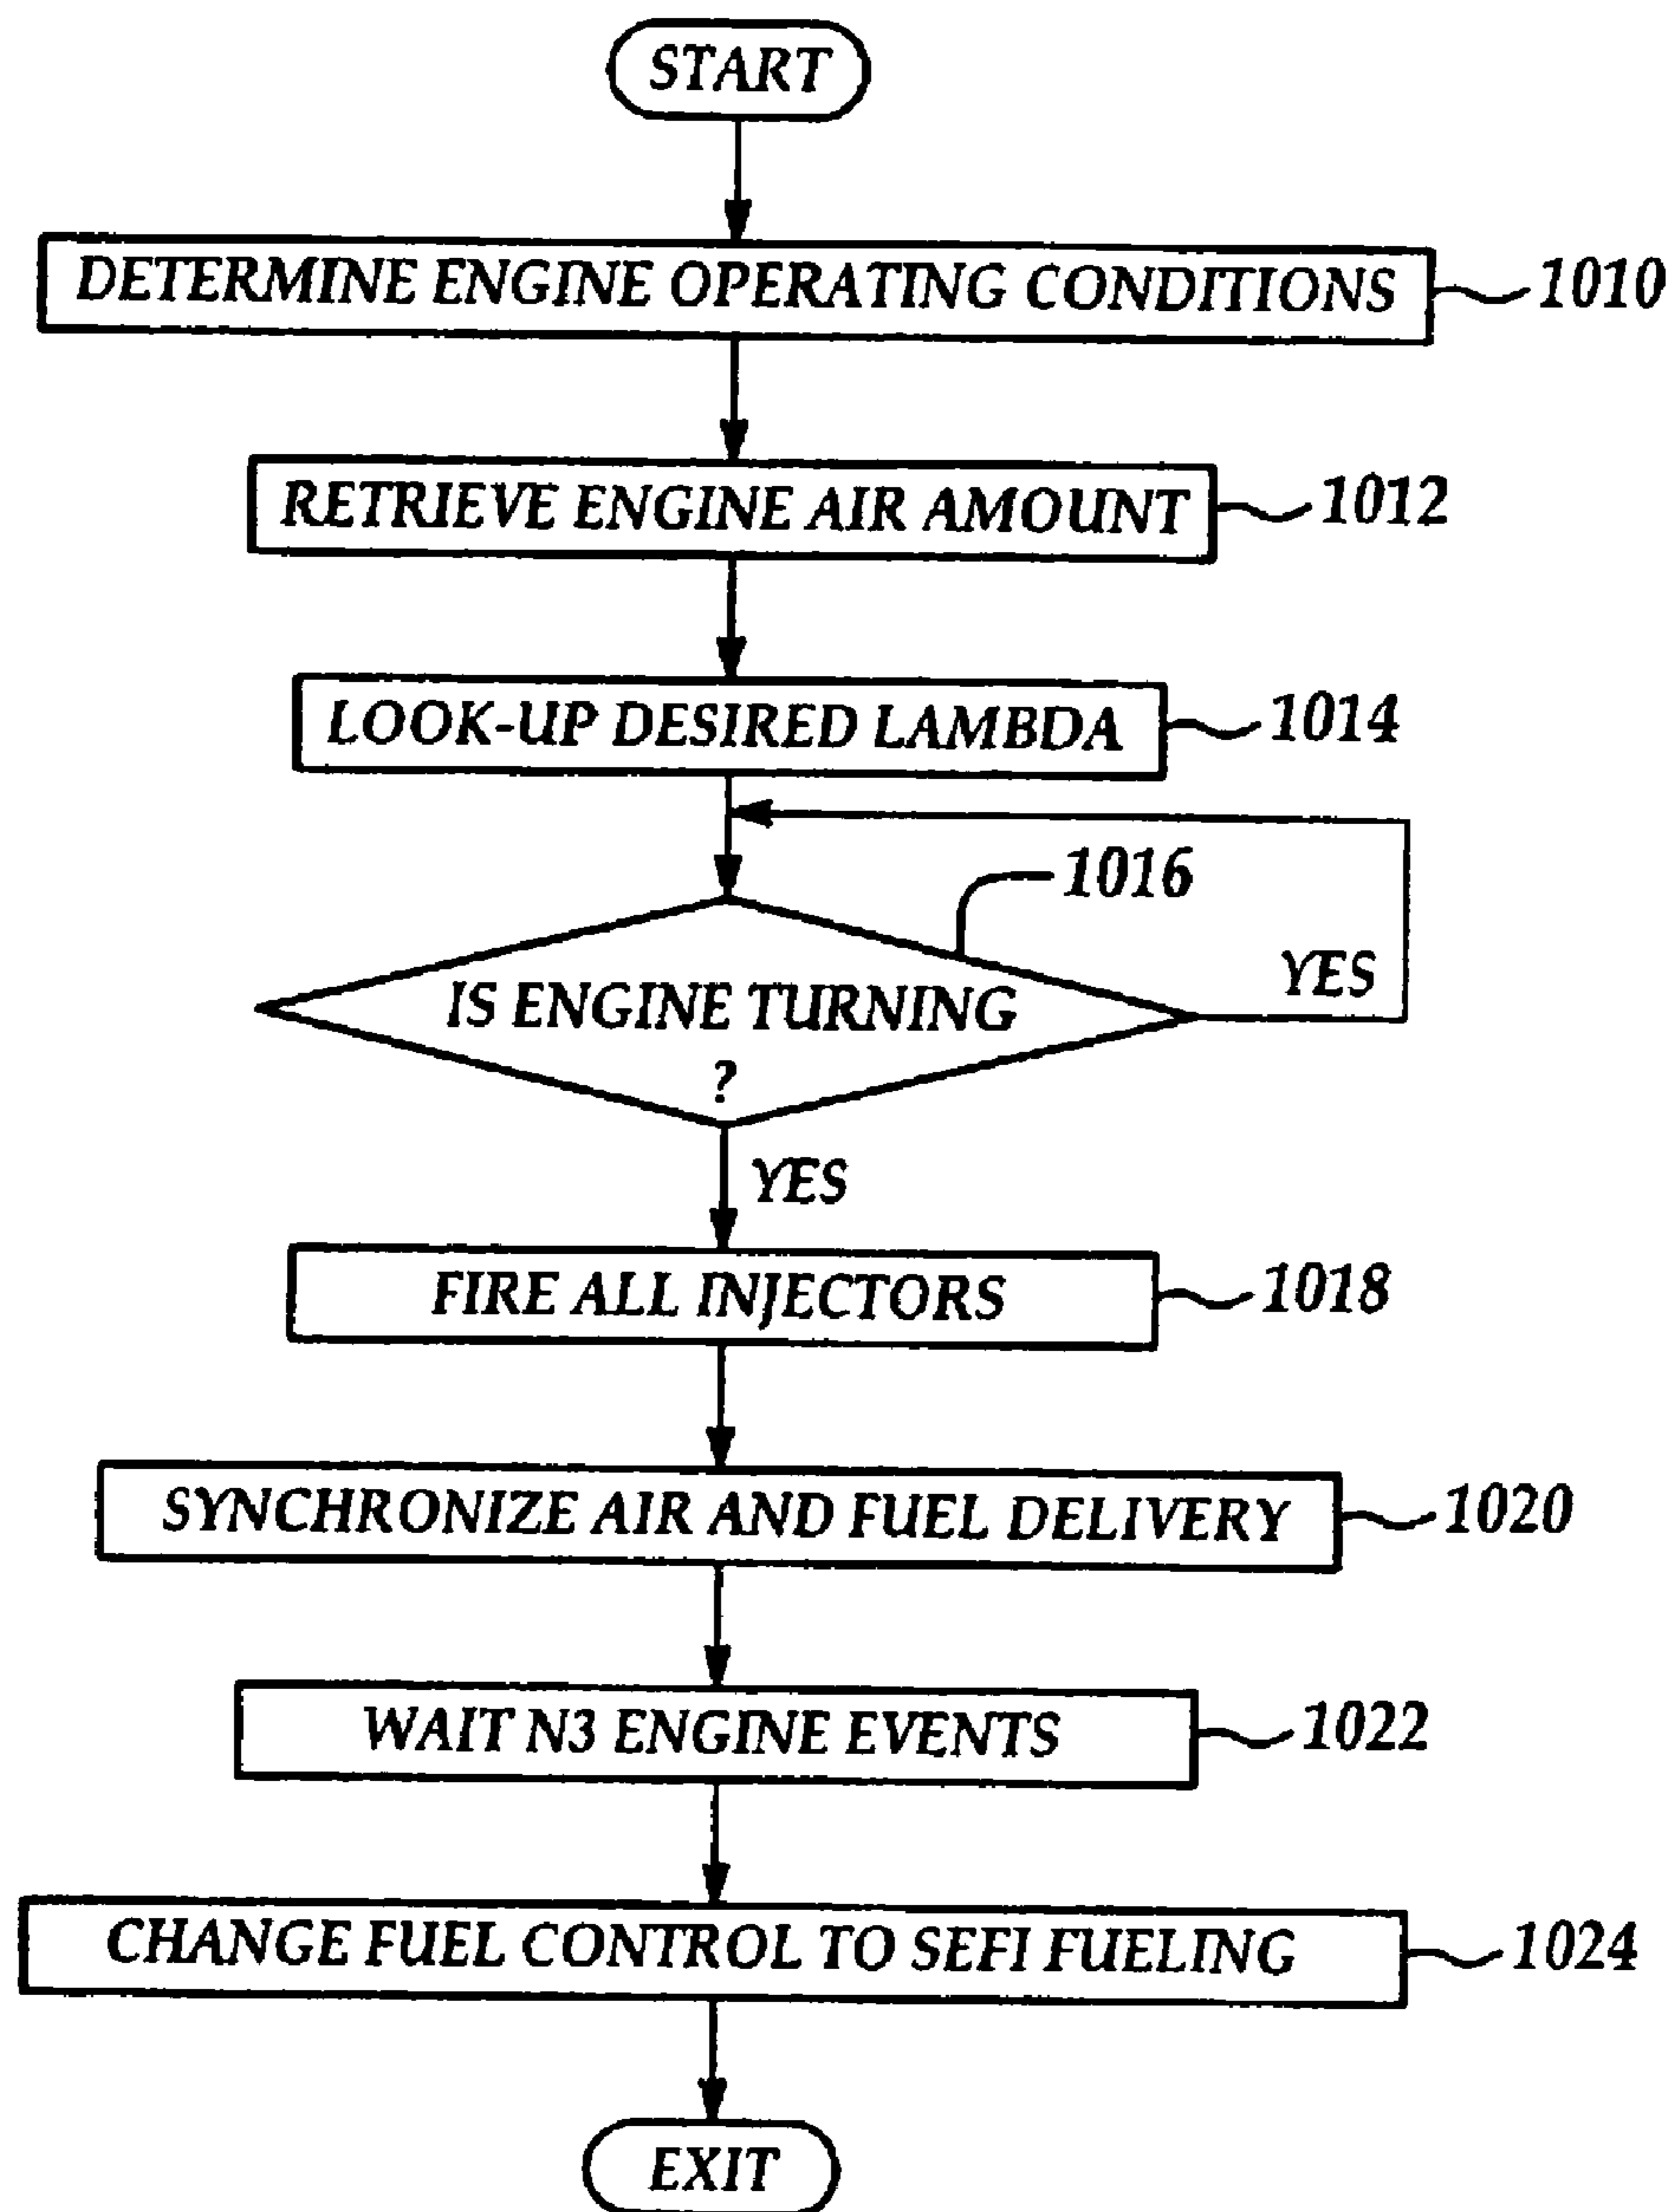 START
DETERMINE ENGINE OPERATING CONDITIONS
1010
RETRIEVE ENGINE AIR AMOUNT
1012
LOOK-UP DESIRED LAMBDA
1014
1016
IS ENGINE TURNING
?
YES
YES
FIRE ALL INJECTORS
1018
SYNCHRONIZE AIR AND FUEL DELIVERY
1020
WAIT N3 ENGINE EVENTS
1022
CHANGE FUEL CONTROL TO SEFI FUELING
1024
EXIT